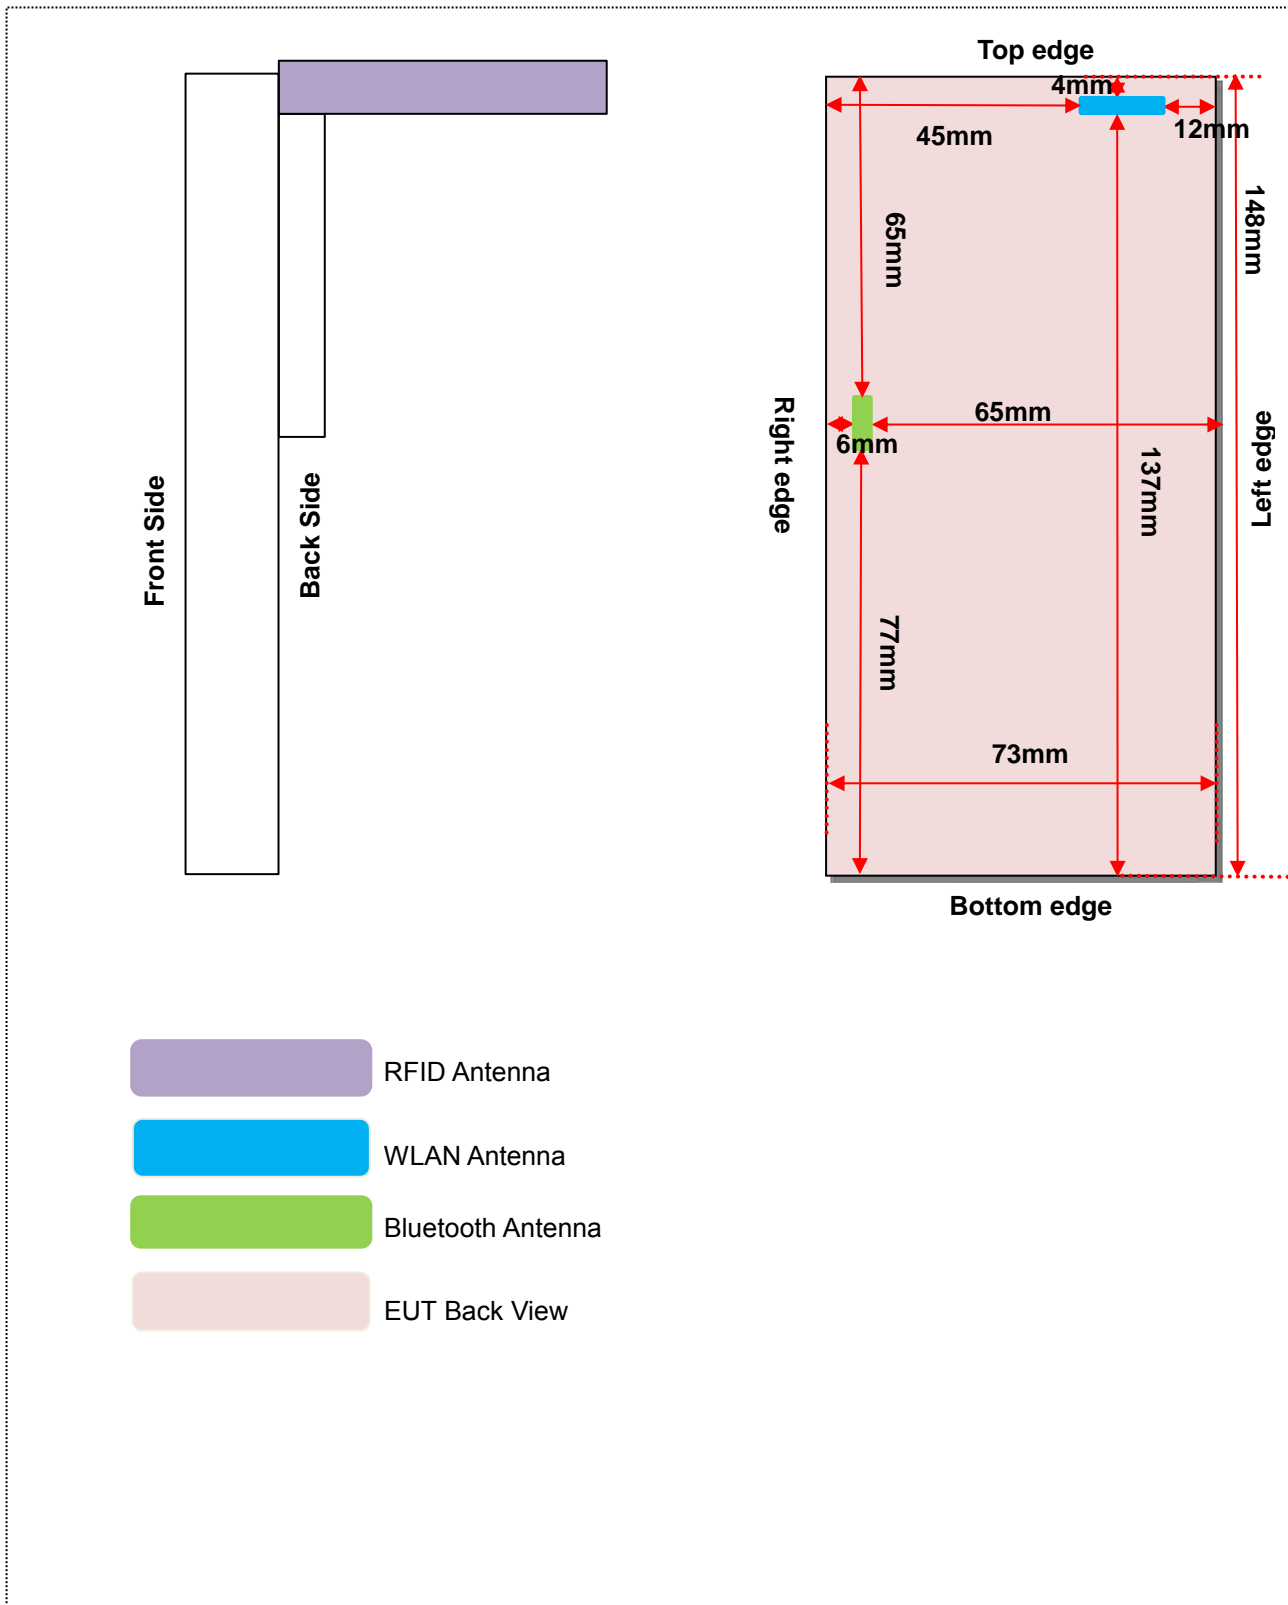 Top edge
4mm
45mm
12mm
65mm
148mm
Front Side
Back Side
Right edge
6mm
65mm
137mm
Left edge
77mm
73mm
Bottom edge
RFID Antenna
WLAN Antenna
Bluetooth Antenna
EUT Back View